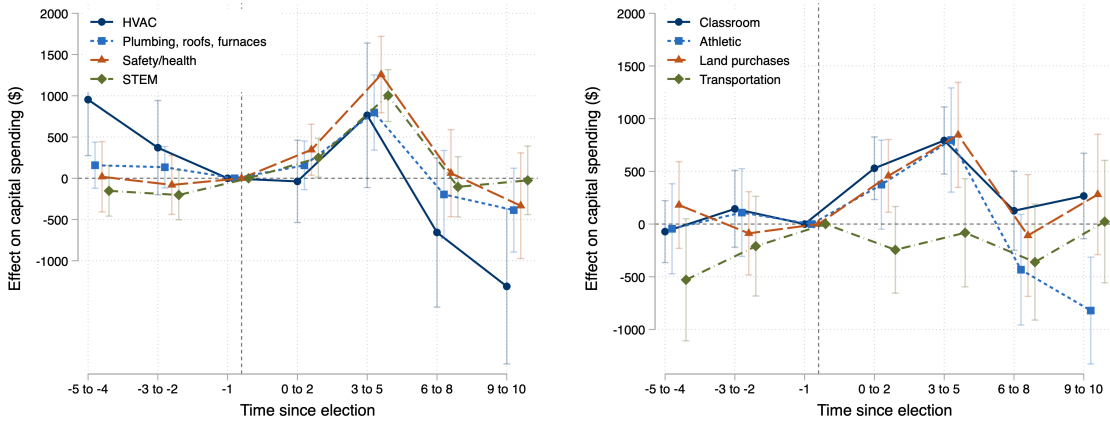 2000
1500
1000
500
0
-500
-1000
Effect on capital spending ($)
HVAC
Plumbing, roofs, furnaces
Safety/health
STEM
-5 to -4
-3 to -2
-1
0 to 2
3 to 5
6 to 8
9 to 10
Time since election
2000
1500
1000
500
0
-500
-1000
Effect on capital spending ($)
Classroom
Athletic
Land purchases
Transportation
-5 to -4
-3 to -2
-1
0 to 2
3 to 5
6 to 8
9 to 10
Time since election